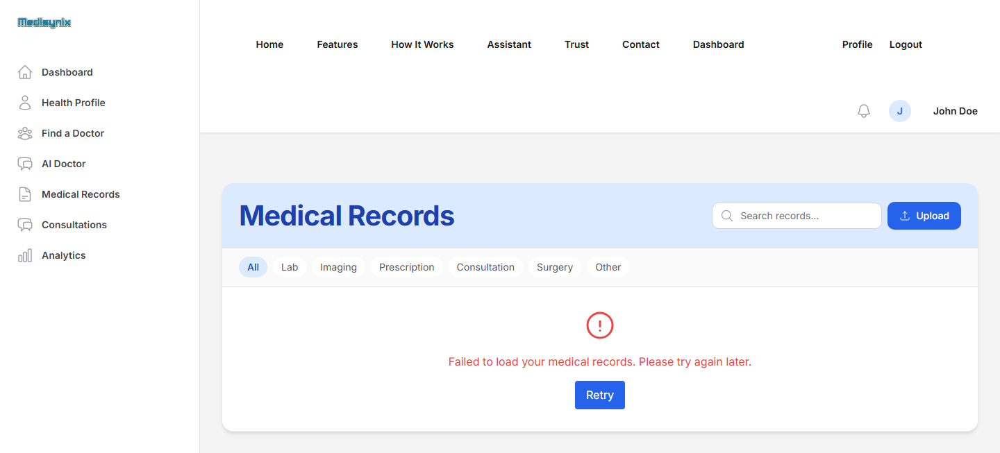 Medisynix
Home Features How It Works Assistant Trust Contact Dashboard Profile Logout
Dashboard
Health Profile
Find a Doctor
AI Doctor
Medical Records
Consultations
Analytics
J John Doe
Medical Records
Search records...
Upload
All Lab Imaging Prescription Consultation Surgery Other
Failed to load your medical records. Please try again later.
Retry